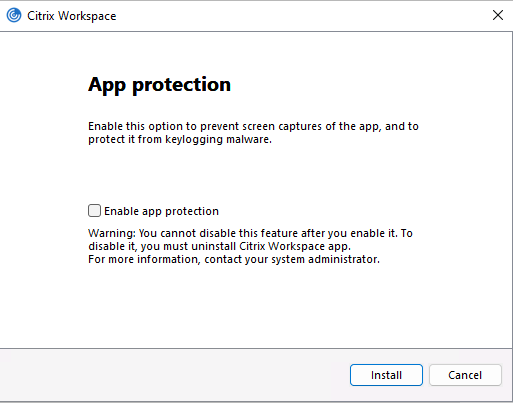 Citrix Workspace
App protection
Enable this option to prevent screen captures of the app, and to
protect it from keylogging malware.
Enable app protection
Warning: You cannot disable this feature after you enable it. To
disable it, you must uninstall Citrix Workspace app.
For more information, contact your system administrator.
Install
Cancel